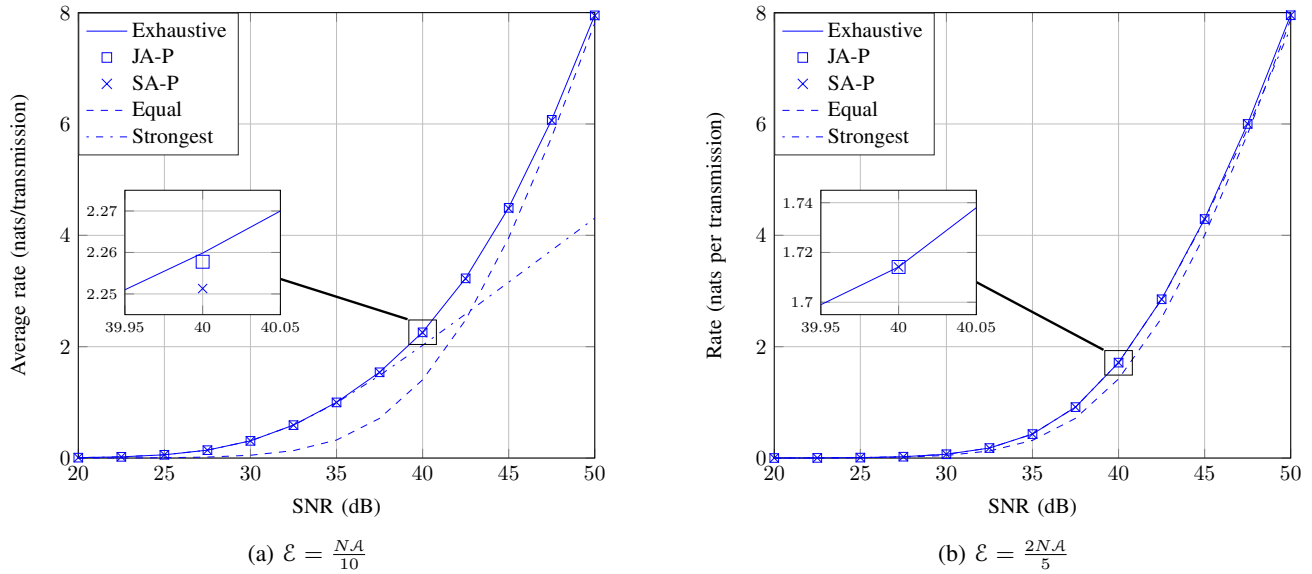 Average rate (nats/transmission)
8
6
4
2
0
20
25
30
35
40
45
50
SNR (dB)
Exhaustive
JA-P
SA-P
Equal
Strongest
2.27
2.26
2.25
39.95
40
40.05
(a) ℰ = N𝒜/10
Rate (nats per transmission)
8
6
4
2
0
20
25
30
35
40
45
50
SNR (dB)
Exhaustive
JA-P
SA-P
Equal
Strongest
1.74
1.72
1.7
39.95
40
40.05
(b) ℰ = 2N𝒜/5